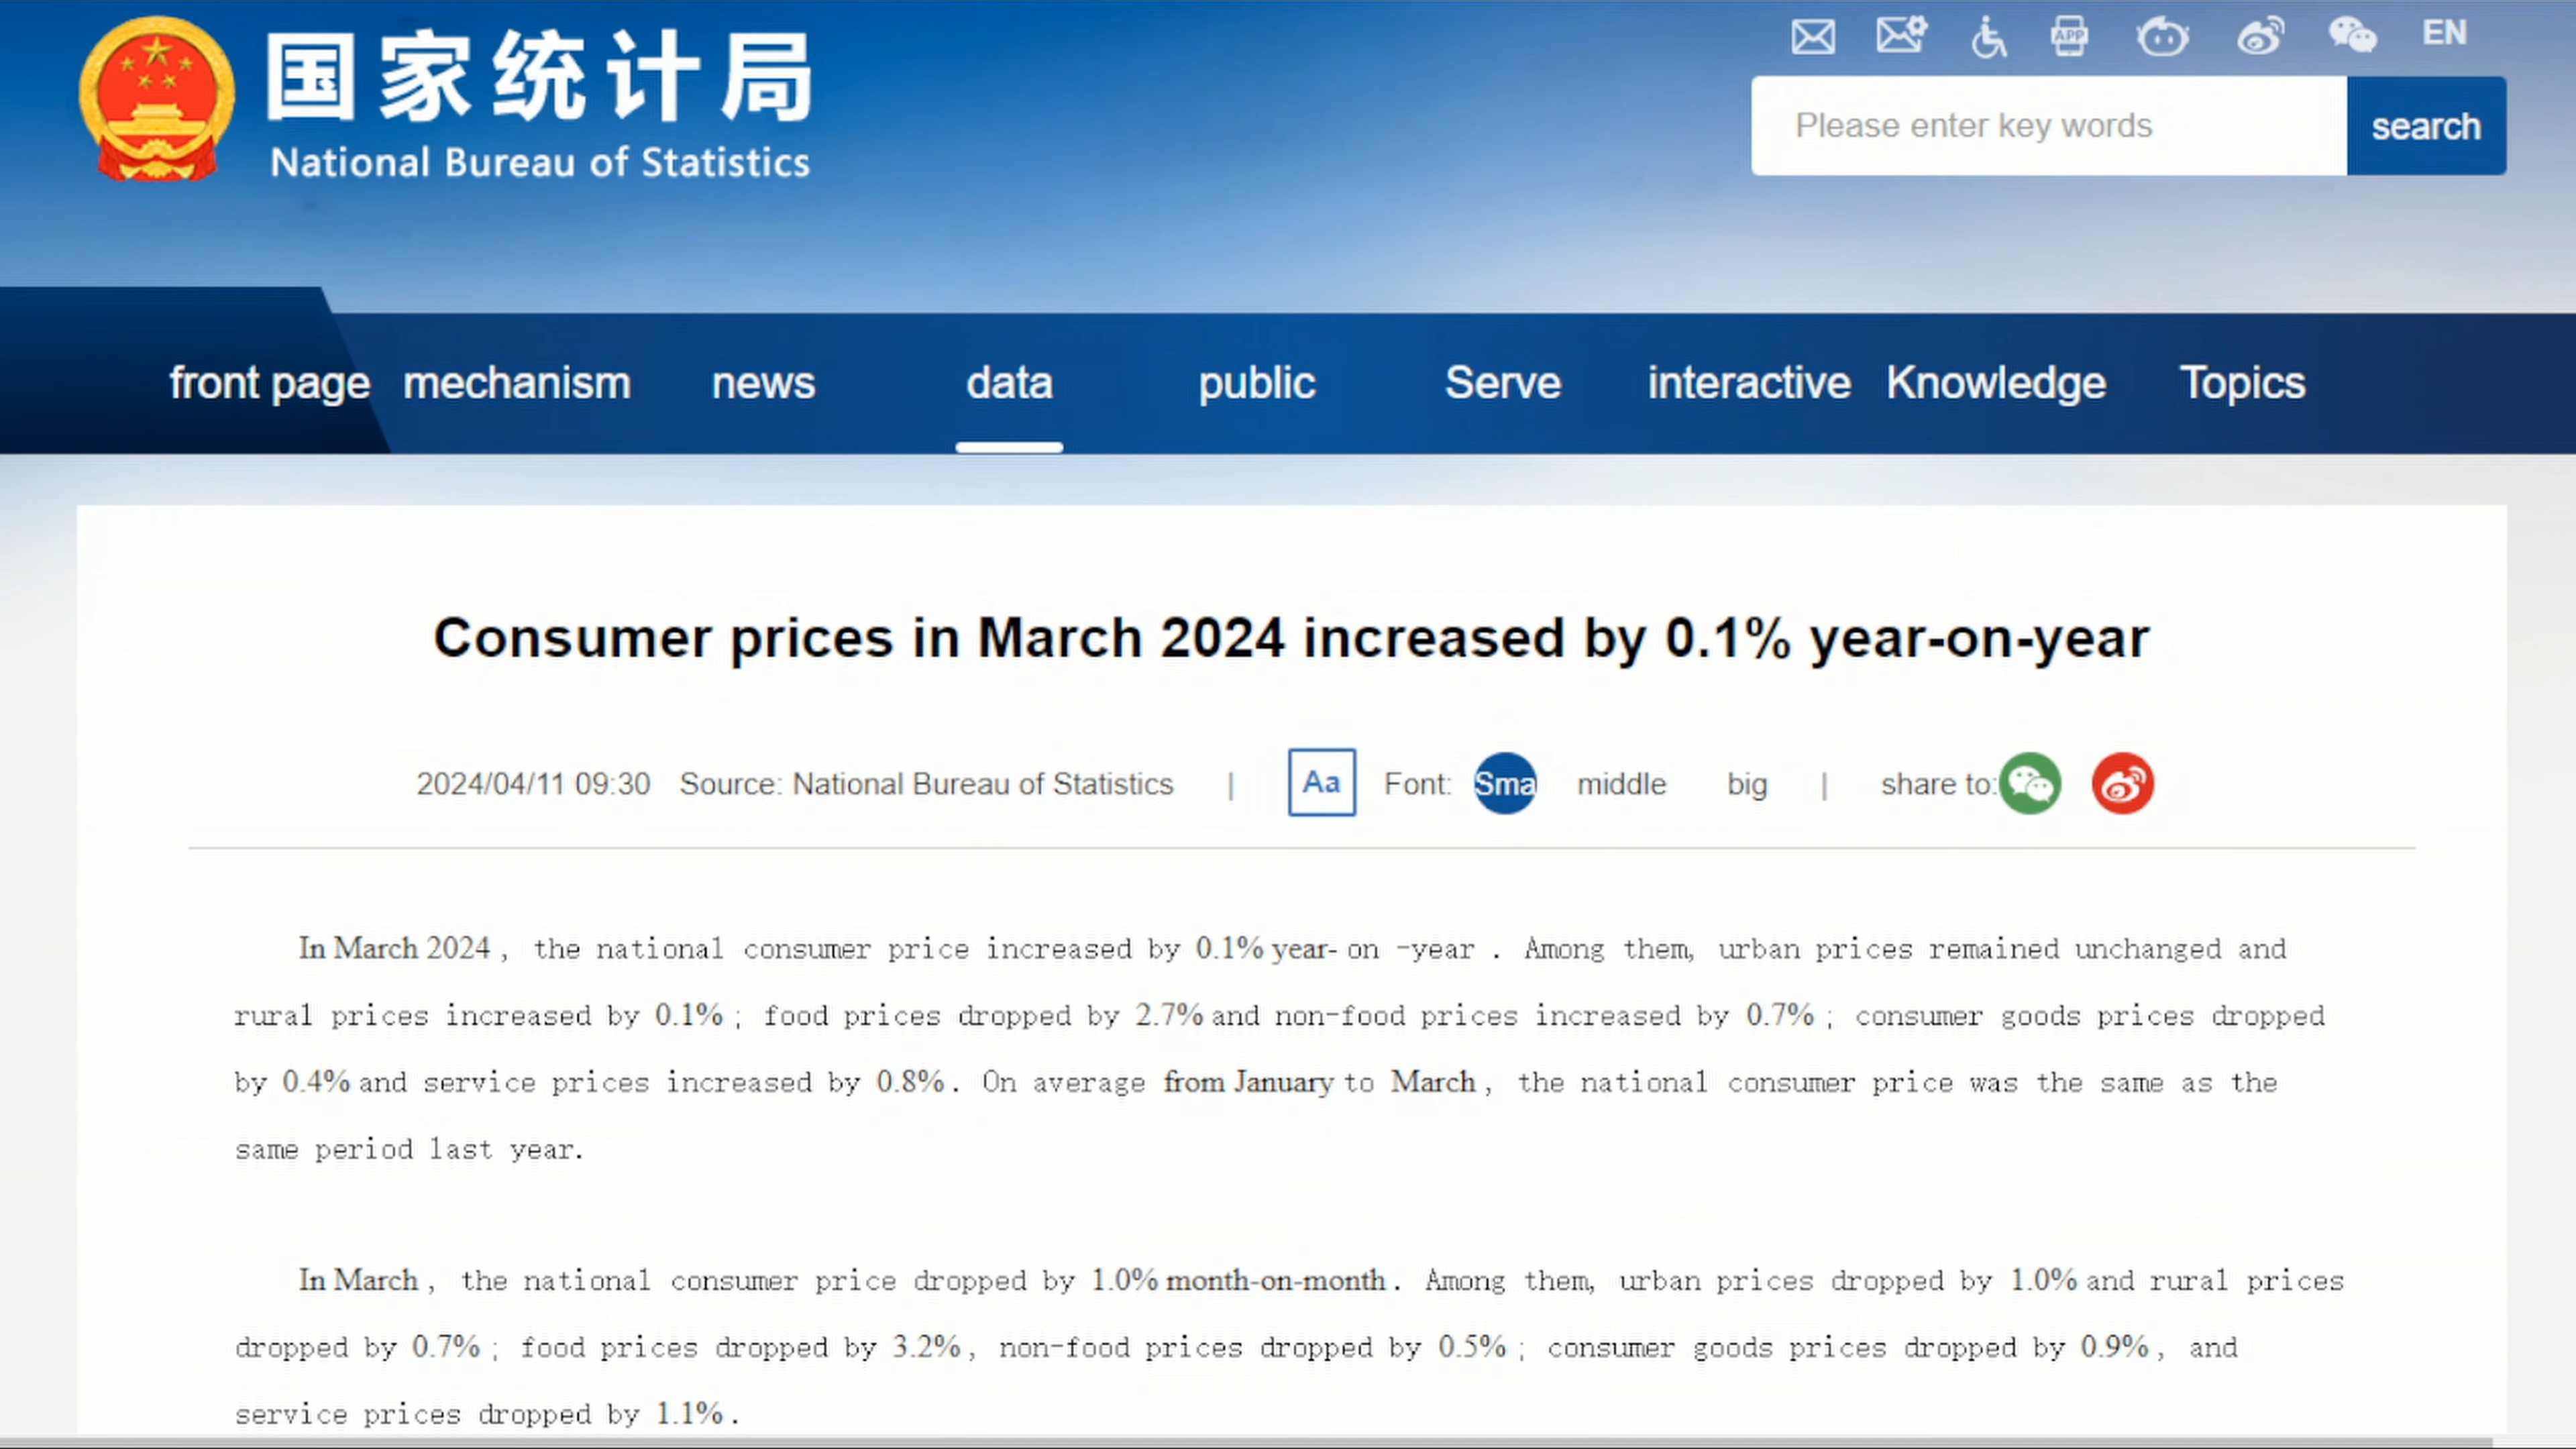 国家统计局
National Bureau of Statistics
APP
EN
Please enter key words
search
front page mechanism news data public Serve interactive Knowledge Topics
Consumer prices in March 2024 increased by 0.1% year-on-year
2024/04/11 09:30 Source: National Bureau of Statistics | Aa Font: Sma middle big | share to:
In March 2024 , the national consumer price increased by 0.1% year- on -year . Among them, urban prices remained unchanged and
rural prices increased by 0.1% ; food prices dropped by 2.7% and non-food prices increased by 0.7% ; consumer goods prices dropped
by 0.4% and service prices increased by 0.8% . On average from January to March , the national consumer price was the same as the
same period last year.
In March , the national consumer price dropped by 1.0% month-on-month . Among them, urban prices dropped by 1.0% and rural prices
dropped by 0.7% ; food prices dropped by 3.2% , non-food prices dropped by 0.5% ; consumer goods prices dropped by 0.9% , and
service prices dropped by 1.1% .